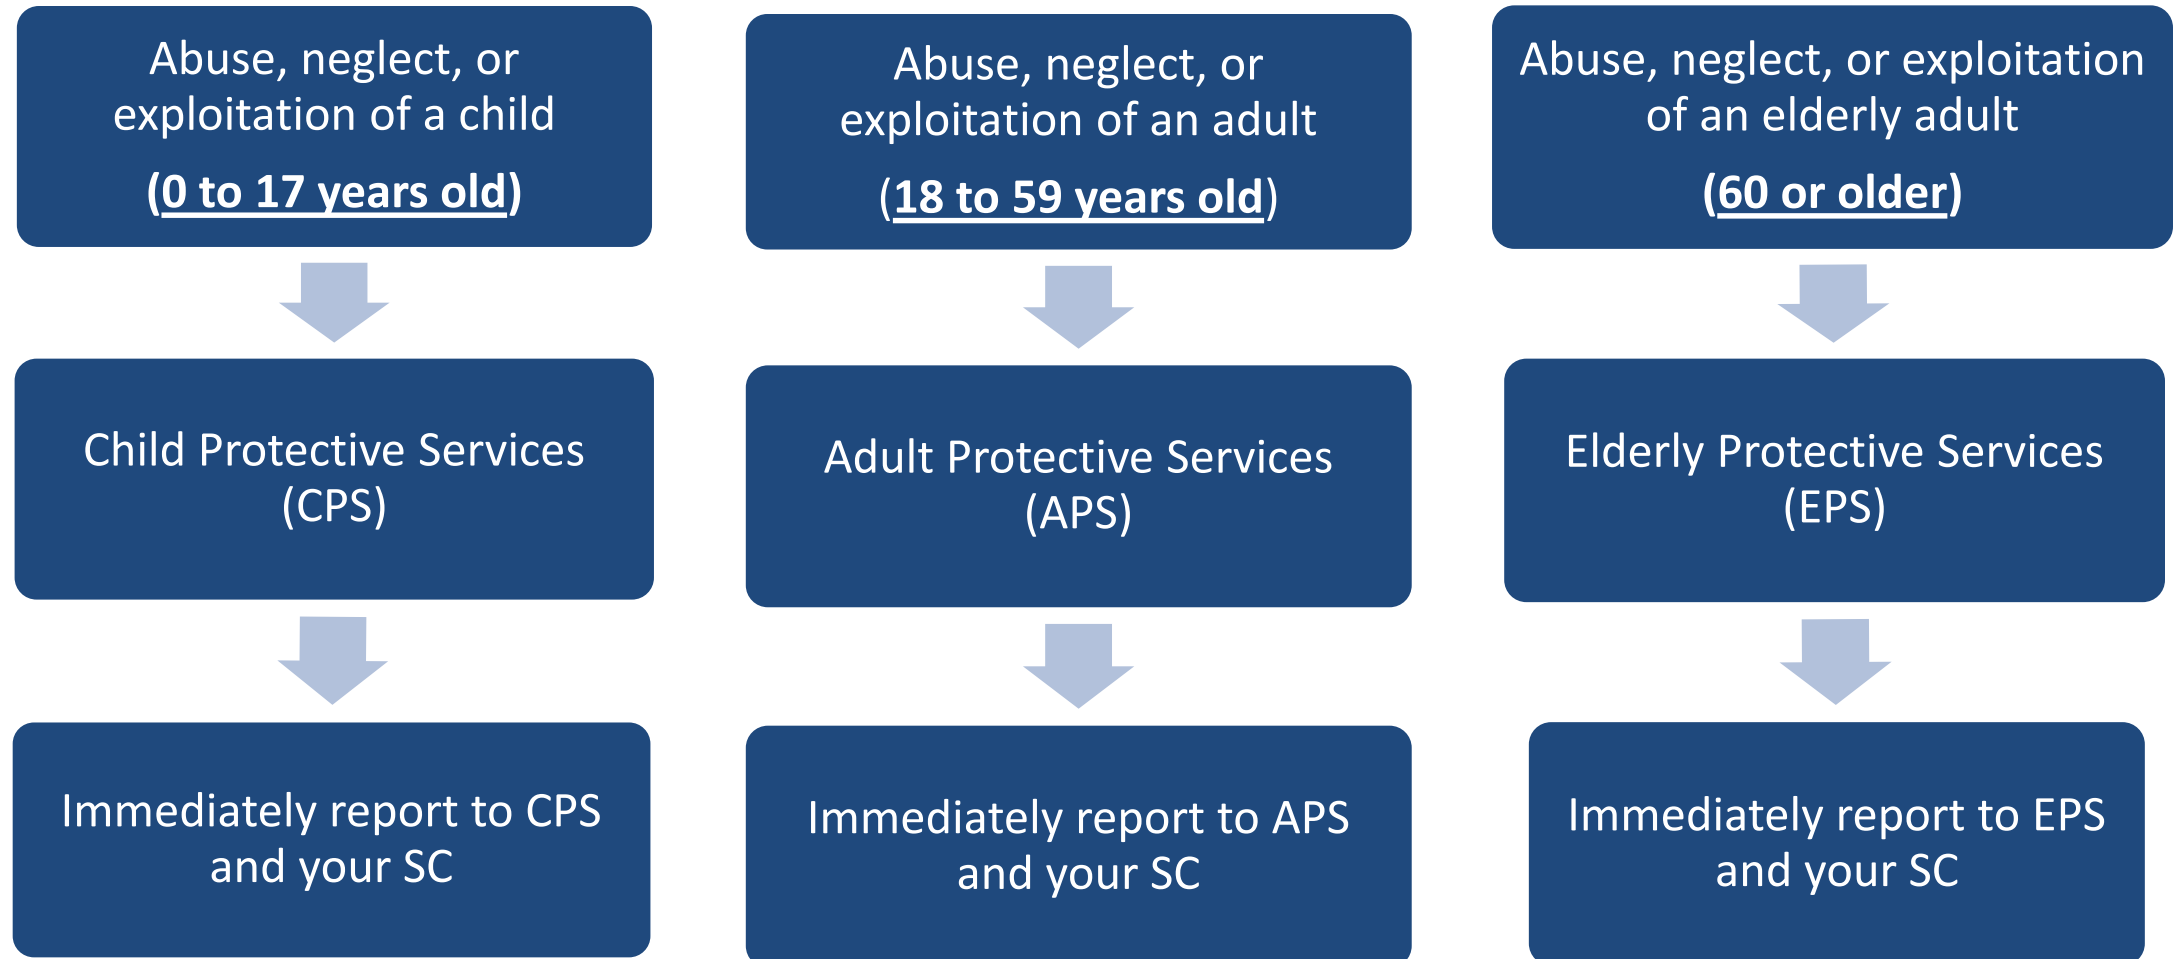 Abuse, neglect, or
exploitation of a child
(0 to 17 years old)
Child Protective Services
(CPS)
Immediately report to CPS
and your SC
Abuse, neglect, or
exploitation of an adult
(18 to 59 years old)
Adult Protective Services
(APS)
Immediately report to APS
and your SC
Abuse, neglect, or exploitation
of an elderly adult
(60 or older)
Elderly Protective Services
(EPS)
Immediately report to EPS
and your SC